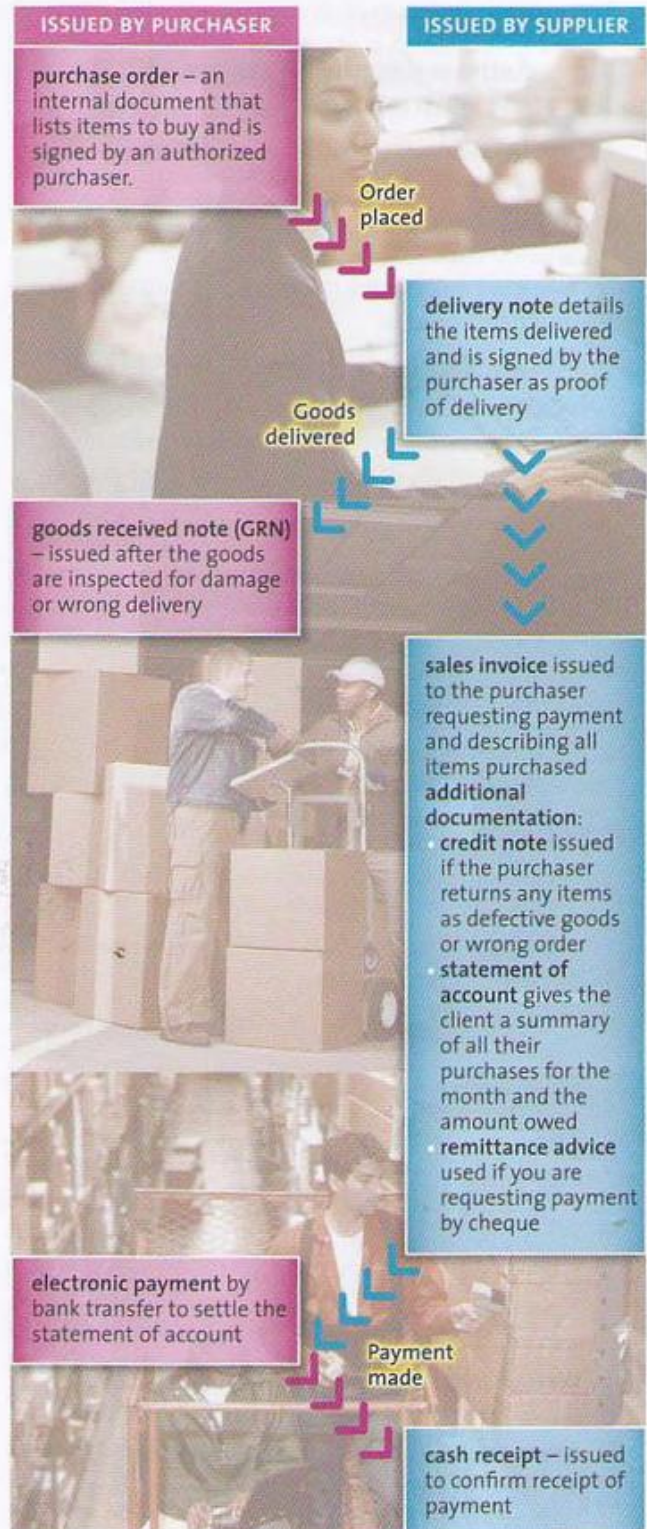 ISSUED BY PURCHASER
ISSUED BY SUPPLIER
purchase order – an
internal document that
lists items to buy and is
signed by an authorized
purchaser.
Order
placed
delivery note details
the items delivered
and is signed by the
purchaser as proof
of delivery
Goods
delivered
goods received note (GRN)
– issued after the goods
are inspected for damage
or wrong delivery
sales invoice issued
to the purchaser
requesting payment
and describing all
items purchased
additional
documentation:
• credit note issued
if the purchaser
returns any items
as defective goods
or wrong order
• statement of
account gives the
client a summary
of all their
purchases for the
month and the
amount owed
• remittance advice
used if you are
requesting payment
by cheque
electronic payment by
bank transfer to settle the
statement of account
Payment
made
cash receipt – issued
to confirm receipt of
payment